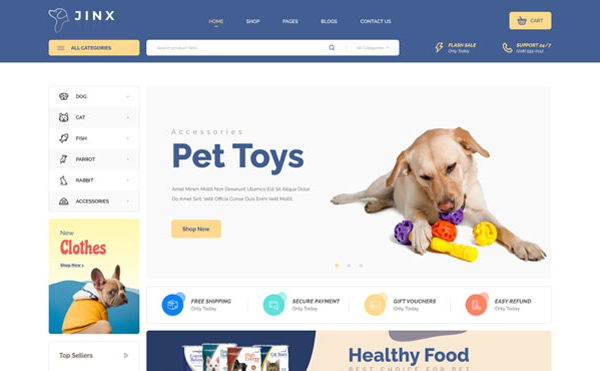 JINX
HOME SHOP PAGES BLOGS CONTACT US
CART
ALL CATEGORIES
Search product here..
All Categories
FLASH SALE
Only Today
SUPPORT 24/7
DOG
CAT
FISH
PARROT
RABBIT
ACCESSORIES
Accessories
Pet Toys
Amet Minim Mollit Non Deserunt Ulamco Est Sit Aliqua Dolor
Do Amet Sint. Velit Officia Conse Duis Enim Velit Mollit.
Shop Now
New
Clothes
Shop Now >
FREE SHIPPING
Only Today
SECURE PAYMENT
Only Today.
GIFT VOUCHERS
Only Today
EASY REFUND
Only Today
Top Sellers
Healthy Food
BEST CHOICE FOR PET